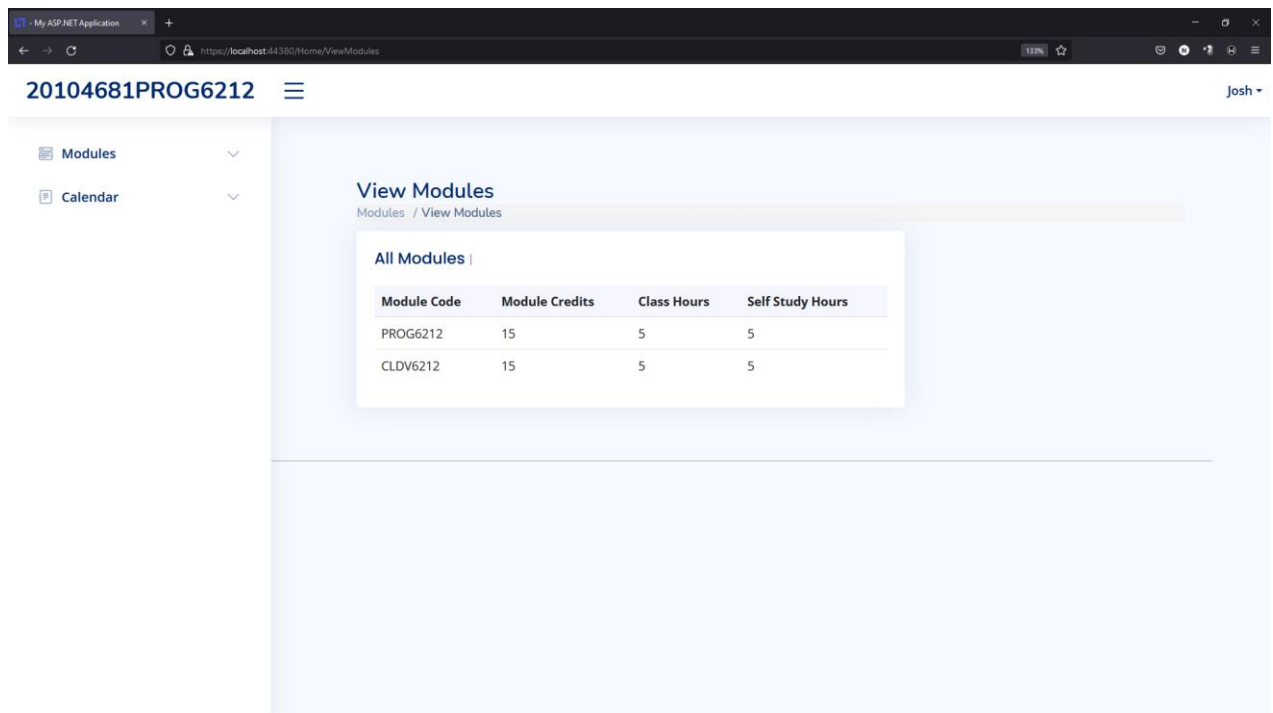 - My ASP.NET Application
https://localhost:44380/Home/ViewModules
133%
20104681PROG6212
Josh
Modules
Calendar
View Modules
Modules / View Modules
All Modules |
Module Code Module Credits Class Hours Self Study Hours
PROG6212 15 5 5
CLDV6212 15 5 5